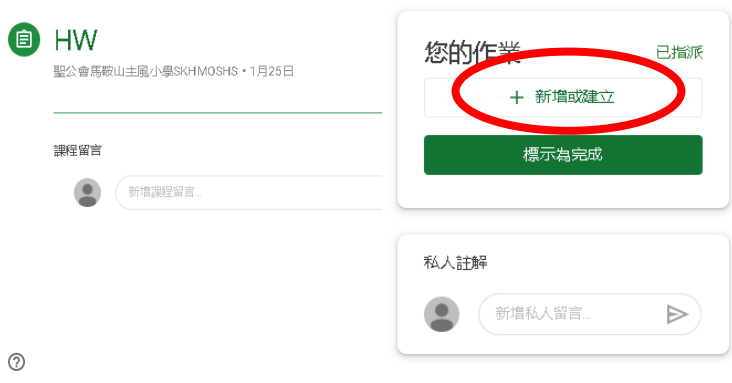 HW
聖公會馬鞍山主風小學SKHMOSHS • 1月25日
課程留言
新增課程留言...
您的作業
已指派
+ 新增或建立
標示為完成
私人註解
新增私人留言...
?